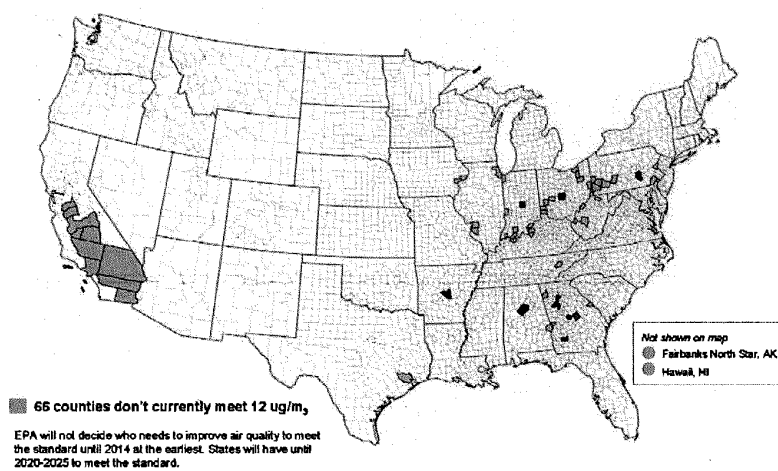 Not shown on map
Fairbanks North Star, AK
Hawaii, HI
66 counties don't currently meet 12 ug/m3
EPA will not decide who needs to improve air quality to meet
the standard until 2014 at the earliest. States will have until
2020-2025 to meet the standard.